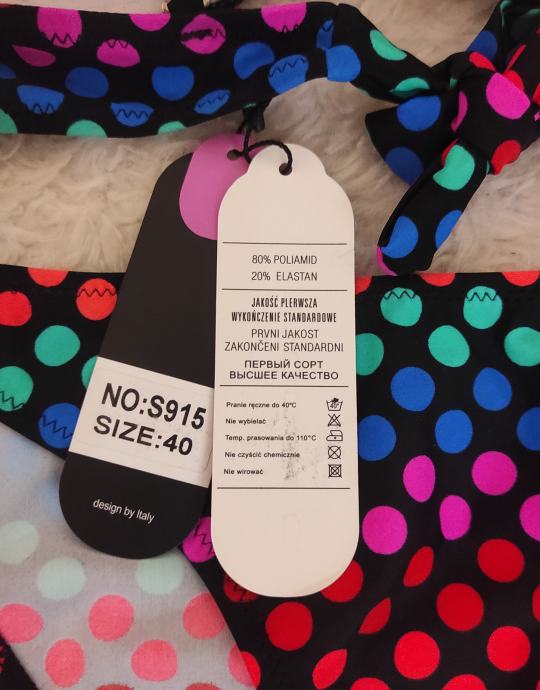 80% POLIAMID
20% ELASTAN
JAKOŚĆ PLERWSZA
WYKOŃCZENIE STANDARDOWE
PRVNI JAKOST
ZAKONČENI STANDARDNI
ПЕРВЫЙ СОРТ
ВЫСШЕЕ КАЧЕСТВО
Pranie ręczne do 40°C
40°
Nie wybielać
Temp. prasowania do 110°C
Nie czyścić chemicznie
Nie wirować
NO:S915
SIZE:40
design by Italy